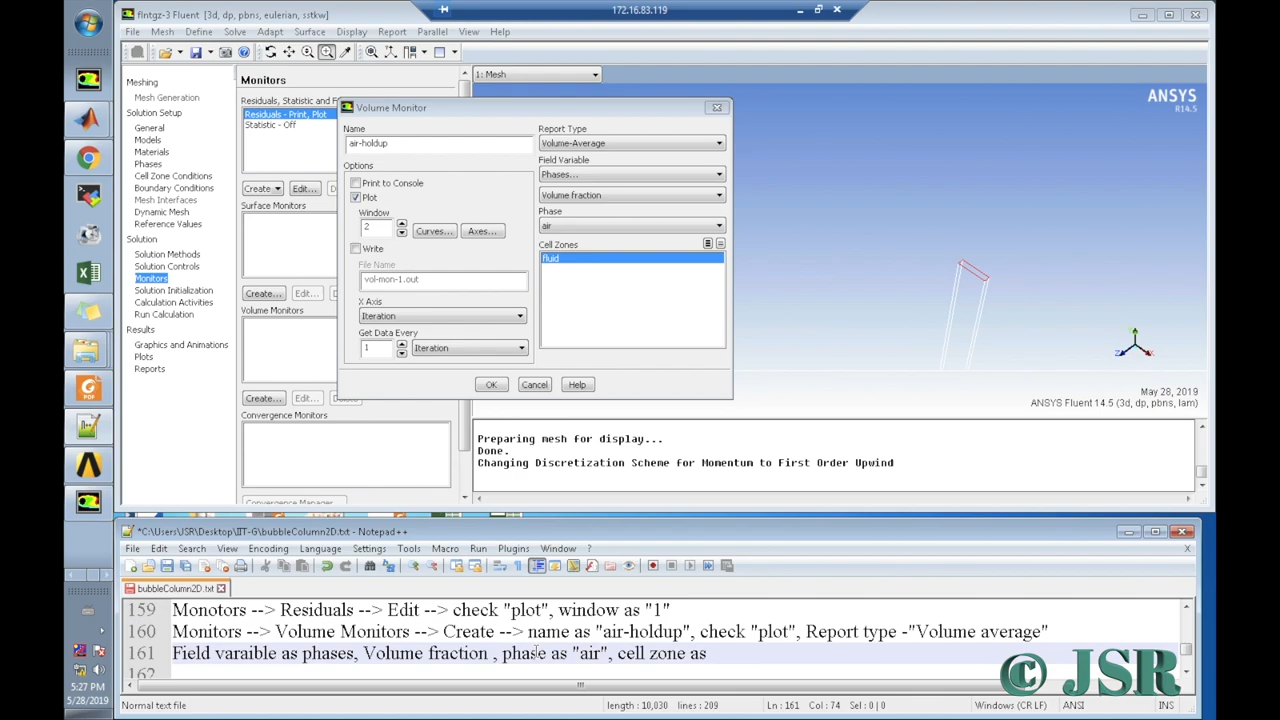 flntgz-3 Fluent [3d, dp, pbns, eulerian, sstkw]
172.16.83.119
File Mesh Define Solve Adapt Surface Display Report Parallel View Help
Meshing
Mesh Generation
Solution Setup
General
Models
Materials
Phases
Cell Zone Conditions
Boundary Conditions
Mesh Interfaces
Dynamic Mesh
Reference Values
Solution
Solution Methods
Solution Controls
Monitors
Solution Initialization
Calculation Activities
Run Calculation
Results
Graphics and Animations
Plots
Reports
Monitors
Residuals, Statistic and F
Residuals - Print, Plot
Statistic - Off
Create Edit...
Surface Monitors
Create... Edit...
Volume Monitors
Create... Edit...
Convergence Monitors
Convergence Manager
Volume Monitor
Name
air-holdup
Options
Print to Console
Plot
Window
2
Curves... Axes...
Write
File Name
vol-mon-1.out
X Axis
Iteration
Get Data Every
1 Iteration
Report Type
Volume-Average
Field Variable
Phases...
Volume fraction
Phase
air
Cell Zones
fluid
OK Cancel Help
1: Mesh
ANSYS
R14.5
Y
Z
X
May 28, 2019
ANSYS Fluent 14.5 (3d, dp, pbns, lam)
Preparing mesh for display...
Done.
Changing Discretization Scheme for Momentum to First Order Upwind
*C:\Users\JSR\Desktop\IIT-G\bubbleColumn2D.txt - Notepad++
File Edit Search View Encoding Language Settings Tools Macro Run Plugins Window ?
X
bubbleColumn2D.txt
159 Monotors --> Residuals --> Edit --> check "plot", window as "1"
160 Monitors --> Volume Monitors --> Create --> name as "air-holdup", check "plot", Report type -"Volume average"
161 Field varaible as phases, Volume fraction , phase as "air", cell zone as
162
© JSR
Normal text file length : 10,030 lines : 209 Ln : 161 Col : 74 Sel : 0 | 0 Windows (CR LF) ANSI INS
PDF
5:27 PM
5/28/2019